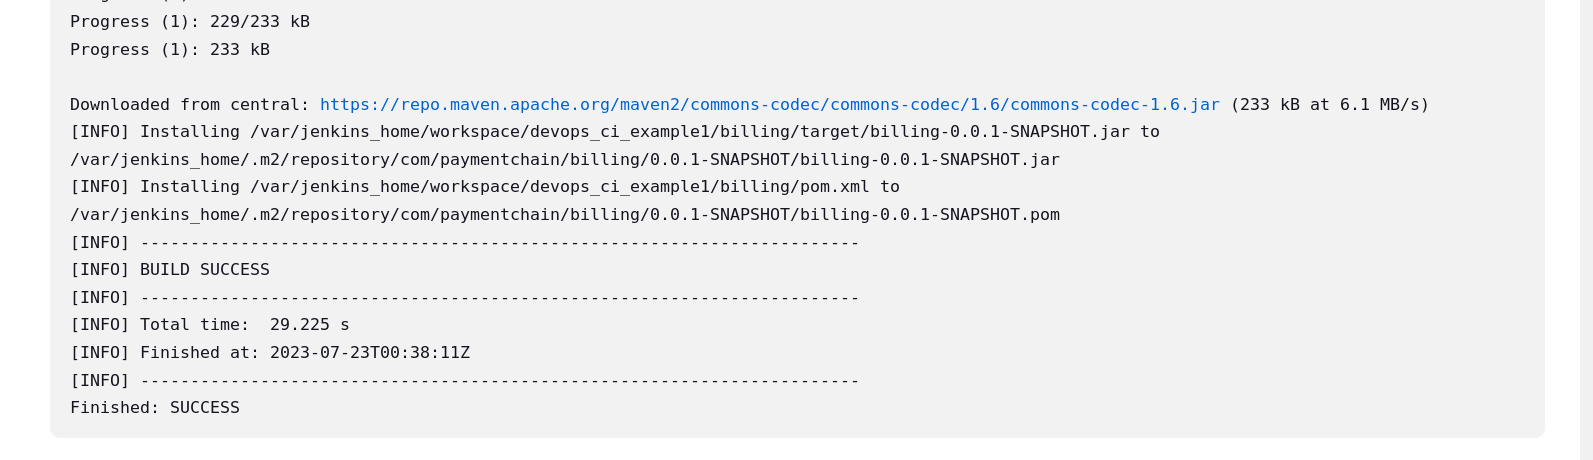 Progress (1): 229/233 kB
Progress (1): 233 kB
Downloaded from central: https://repo.maven.apache.org/maven2/commons-codec/commons-codec/1.6/commons-codec-1.6.jar (233 kB at 6.1 MB/s)
[INFO] Installing /var/jenkins_home/workspace/devops_ci_example1/billing/target/billing-0.0.1-SNAPSHOT.jar to
/var/jenkins_home/.m2/repository/com/paymentchain/billing/0.0.1-SNAPSHOT/billing-0.0.1-SNAPSHOT.jar
[INFO] Installing /var/jenkins_home/workspace/devops_ci_example1/billing/pom.xml to
/var/jenkins_home/.m2/repository/com/paymentchain/billing/0.0.1-SNAPSHOT/billing-0.0.1-SNAPSHOT.pom
[INFO] ------------------------------------------------------------------------
[INFO] BUILD SUCCESS
[INFO] ------------------------------------------------------------------------
[INFO] Total time:  29.225 s
[INFO] Finished at: 2023-07-23T00:38:11Z
[INFO] ------------------------------------------------------------------------
Finished: SUCCESS